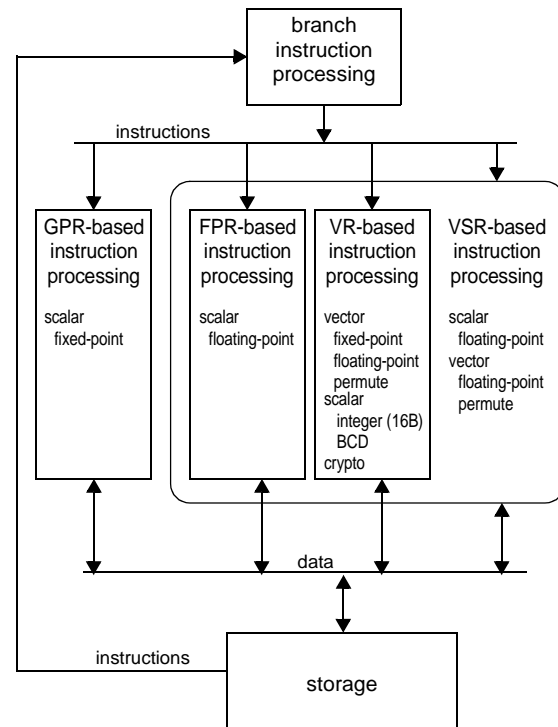 branch
instruction
processing
instructions
GPR-based
instruction
processing
scalar
fixed-point
FPR-based
instruction
processing
scalar
floating-point
VR-based
instruction
processing
vector
fixed-point
floating-point
permute
scalar
integer (16B)
BCD
crypto
VSR-based
instruction
processing
scalar
floating-point
vector
floating-point
permute
data
instructions
storage